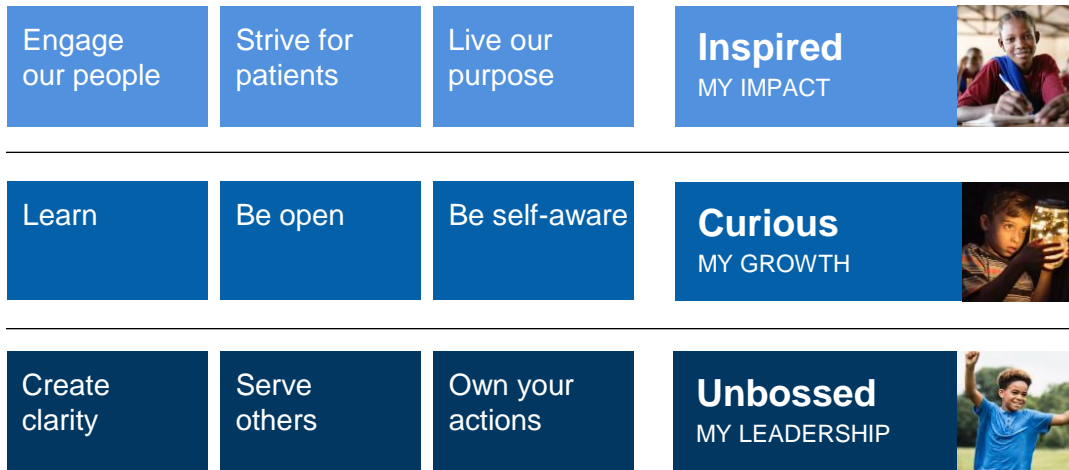 Engage
our people
Strive for
patients
Live our
purpose
Inspired
MY IMPACT
Learn
Be open
Be self-aware
Curious
MY GROWTH
Create
clarity
Serve
others
Own your
actions
Unbossed
MY LEADERSHIP